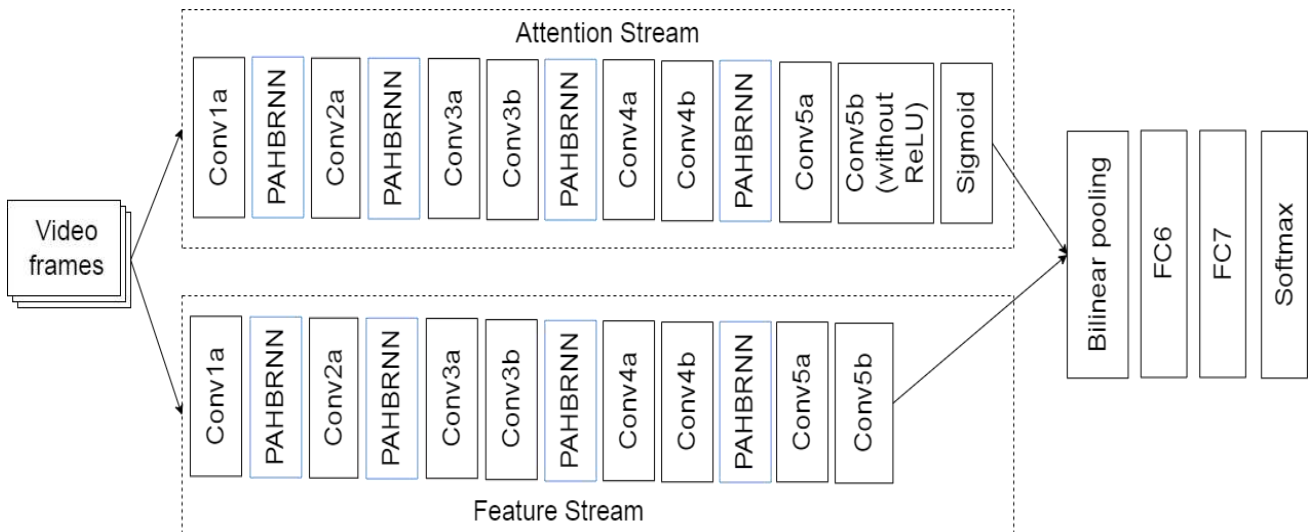 Attention Stream
Conv1a
PAHBRNN
Conv2a
PAHBRNN
Conv3a
Conv3b
PAHBRNN
Conv4a
Conv4b
PAHBRNN
Conv5a
Conv5b
(without
ReLU)
Sigmoid
Video
frames
Conv1a
PAHBRNN
Conv2a
PAHBRNN
Conv3a
Conv3b
PAHBRNN
Conv4a
Conv4b
PAHBRNN
Conv5a
Conv5b
Feature Stream
Bilinear pooling
FC6
FC7
Softmax